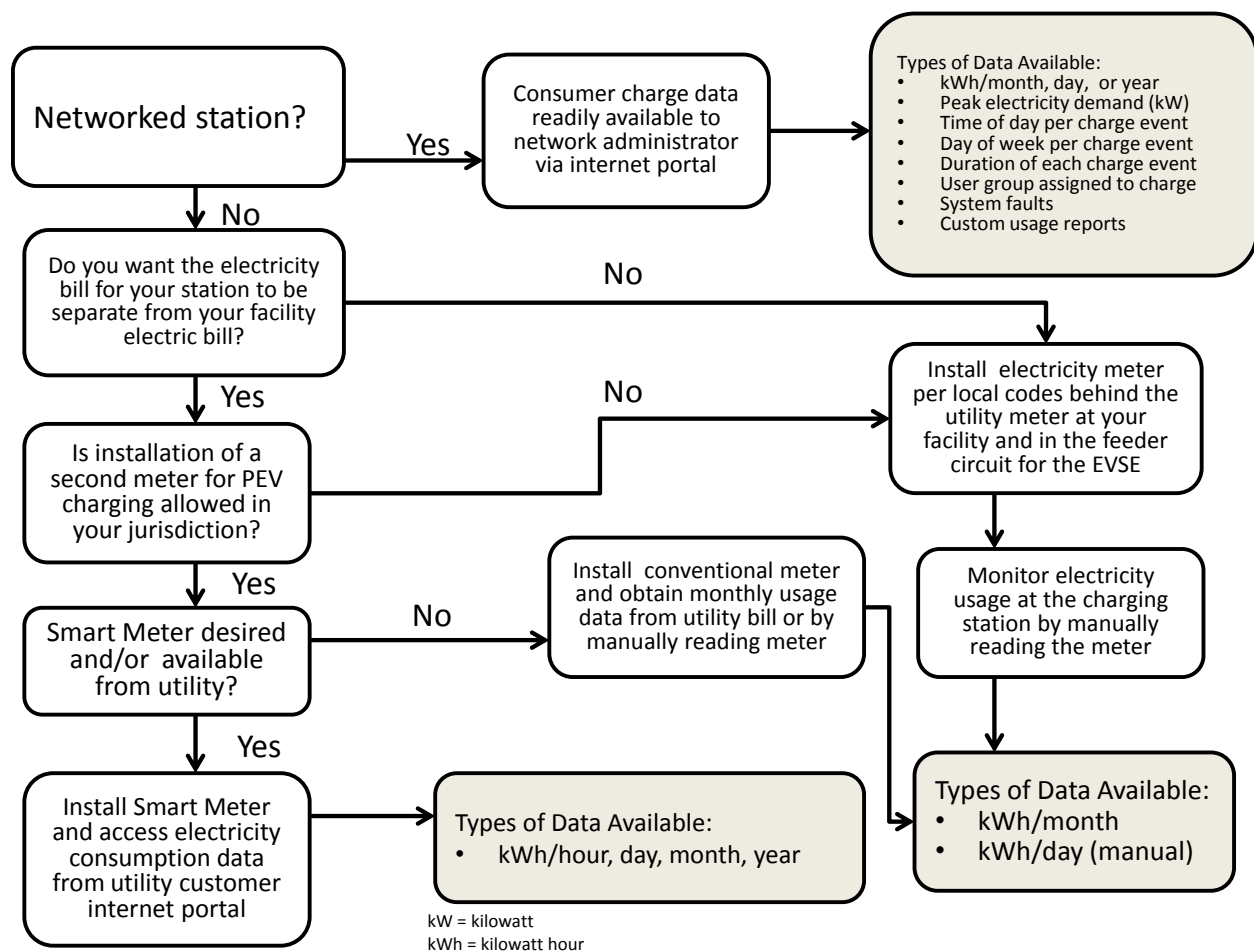 Networked station?
Yes
Consumer charge data
readily available to
network administrator
via internet portal
Types of Data Available:
• kWh/month, day, or year
• Peak electricity demand (kW)
• Time of day per charge event
• Day of week per charge event
• Duration of each charge event
• User group assigned to charge
• System faults
• Custom usage reports
No
Do you want the electricity
bill for your station to be
separate from your facility
electric bill?
No
Install electricity meter
per local codes behind the
utility meter at your
facility and in the feeder
circuit for the EVSE
Yes
Is installation of a
second meter for PEV
charging allowed in
your jurisdiction?
No
Monitor electricity
usage at the charging
station by manually
reading the meter
Yes
Smart Meter desired
and/or available
from utility?
No
Install conventional meter
and obtain monthly usage
data from utility bill or by
manually reading meter
Types of Data Available:
• kWh/month
• kWh/day (manual)
Yes
Install Smart Meter
and access electricity
consumption data
from utility customer
internet portal
Types of Data Available:
• kWh/hour, day, month, year
kW = kilowatt
kWh = kilowatt hour